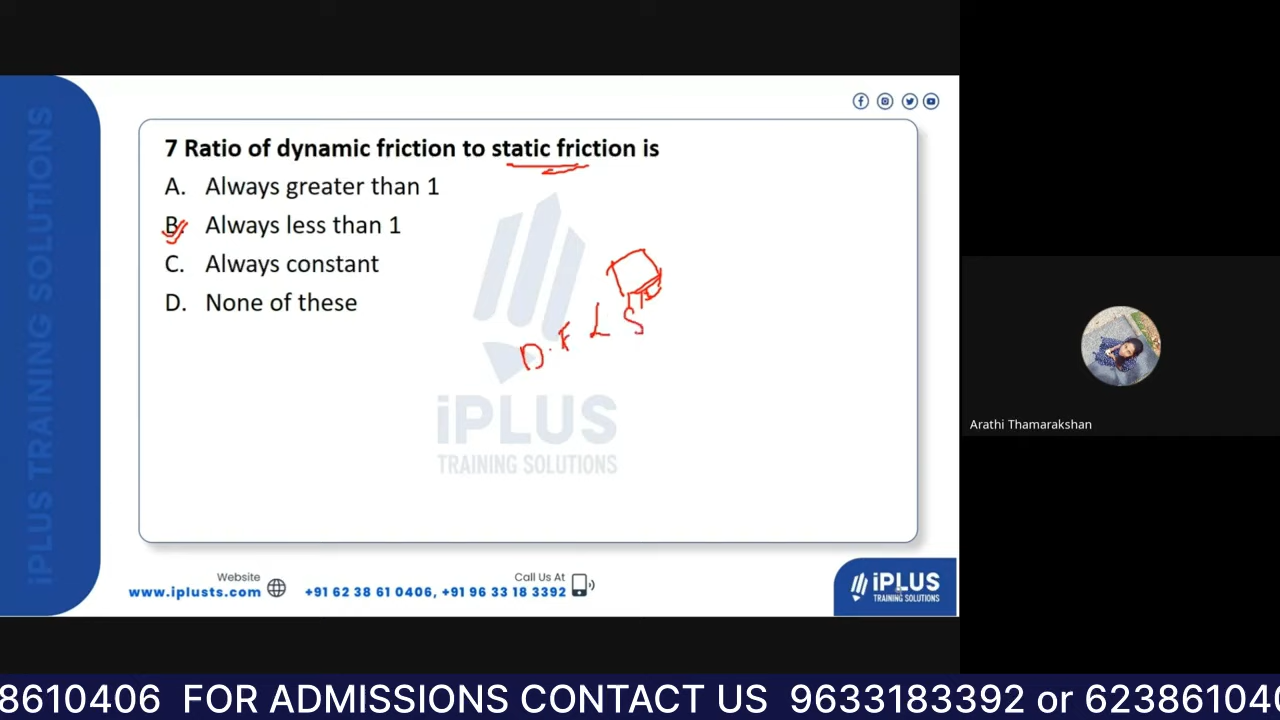 iPLUS TRAINING SOLUTIONS
7 Ratio of dynamic friction to static friction is
A. Always greater than 1
B. Always less than 1
C. Always constant
D. None of these
D.F L S
iPLUS
TRAINING SOLUTIONS
Arathi Thamarakshan
Website
www.iplusts.com
Call Us At
+91 62 38 61 0406, +91 96 33 18 3392
iPLUS
TRAINING SOLUTIONS
8610406 FOR ADMISSIONS CONTACT US 9633183392 or 62386104